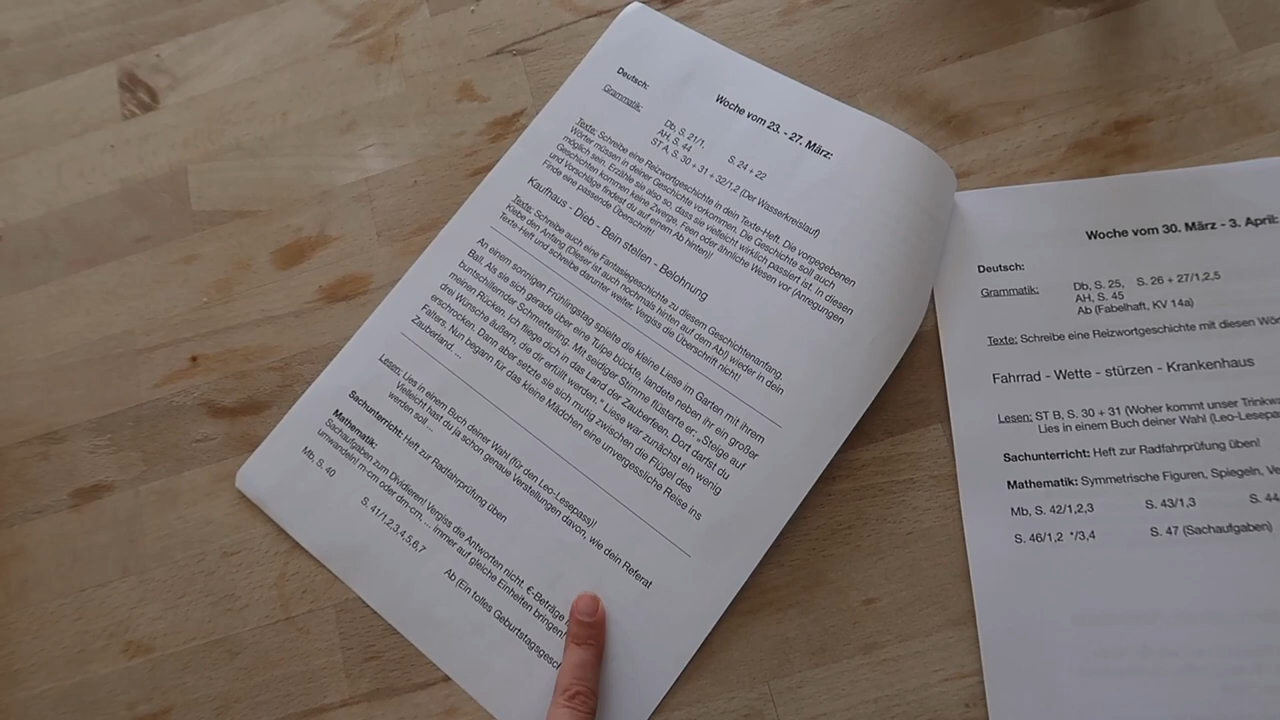 Woche vom 23. - 27. März:
Deutsch:
Grammatik:
Db, S. 21/1, S. 24 + 22
AH, S. 44
ST A, S. 30 + 31 + 32/1,2 (Der Wasserkreislauf)
Texte: Schreibe eine Reizwortgeschichte in dein Texte-Heft. Die vorgegebenen
Wörter müssen in deiner Geschichte vorkommen. Die Geschichte soll auch
möglich sein. Erzähle sie also so, dass sie vielleicht wirklich passiert ist. In diesen
Geschichten kommen keine Zwerge, Feen oder ähnliche Wesen vor (Anregungen
und Vorschläge findest du auf einem Ab hinten)!
Finde eine passende Überschrift!
Kaufhaus - Dieb - Bein stellen - Belohnung
Texte: Schreibe auch eine Fantasiegeschichte zu diesem Geschichtenanfang.
Klebe den Anfang (Dieser ist auch nochmals hinten auf dem Ab!) wieder in dein
Texte-Heft und schreibe darunter weiter. Vergiss die Überschrift nicht!
An einem sonnigen Frühlingstag spielte die kleine Liese im Garten mit ihrem
Ball. Als sie sich gerade über eine Tulpe bückte, landete neben ihr ein großer
buntschillernder Schmetterling. Mit seidiger Stimme flüsterte er: „Steige auf
meinen Rücken. Ich fliege dich in das Land der Zauberfeen. Dort darfst du
drei Wünsche äußern, die dir erfüllt werden." Liese war zunächst ein wenig
erschrocken. Dann aber setzte sie sich mutig zwischen die Flügel des
Falters. Nun begann für das kleine Mädchen eine unvergessliche Reise ins
Zauberland. ...
Lesen: Lies in einem Buch deiner Wahl (für den Leo-Lesepass)!
Vielleicht hast du ja schon genaue Vorstellungen davon, wie dein Referat
werden soll ...
Sachunterricht: Heft zur Radfahrprüfung üben
Mathematik:
Sachaufgaben zum Dividieren! Vergiss die Antworten nicht. €-Beträge
umwandeln! m-cm oder dm-cm, ... immer auf gleiche Einheiten bringen!
Mb, S. 40 S. 41/1,2,3,4,5,6,7
Ab (Ein tolles Geburtstagsgesch
Woche vom 30. März - 3. April:
Deutsch:
Grammatik: Db, S. 25, S. 26 + 27/1,2,5
AH, S. 45
Ab (Fabelhaft, KV 14a)
Texte: Schreibe eine Reizwortgeschichte mit diesen Wör
Fahrrad - Wette - stürzen - Krankenhaus
Lesen: ST B, S. 30 + 31 (Woher kommt unser Trinkwa
Lies in einem Buch deiner Wahl (Leo-Lesepa
Sachunterricht: Heft zur Radfahrprüfung üben!
Mathematik: Symmetrische Figuren, Spiegeln, Ve
Mb, S. 42/1,2,3 S. 43/1,3 S. 44
S. 46/1,2 */3,4 S. 47 (Sachaufgaben)